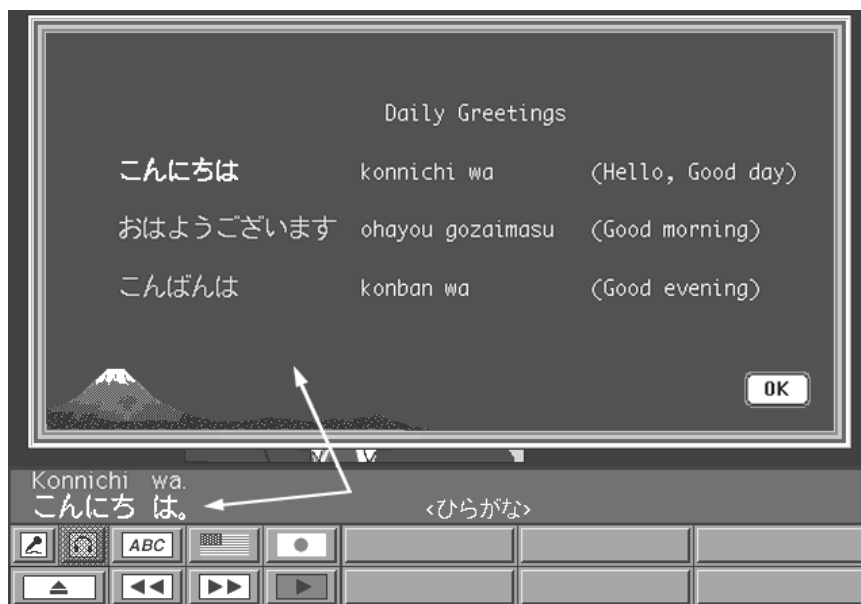 Daily Greetings
こんにちは konnichi wa (Hello, Good day)
おはようございます ohayou gozaimasu (Good morning)
こんばんは konban wa (Good evening)
OK
Konnichi wa.
こんにち は。 <ひらがな>
ABC